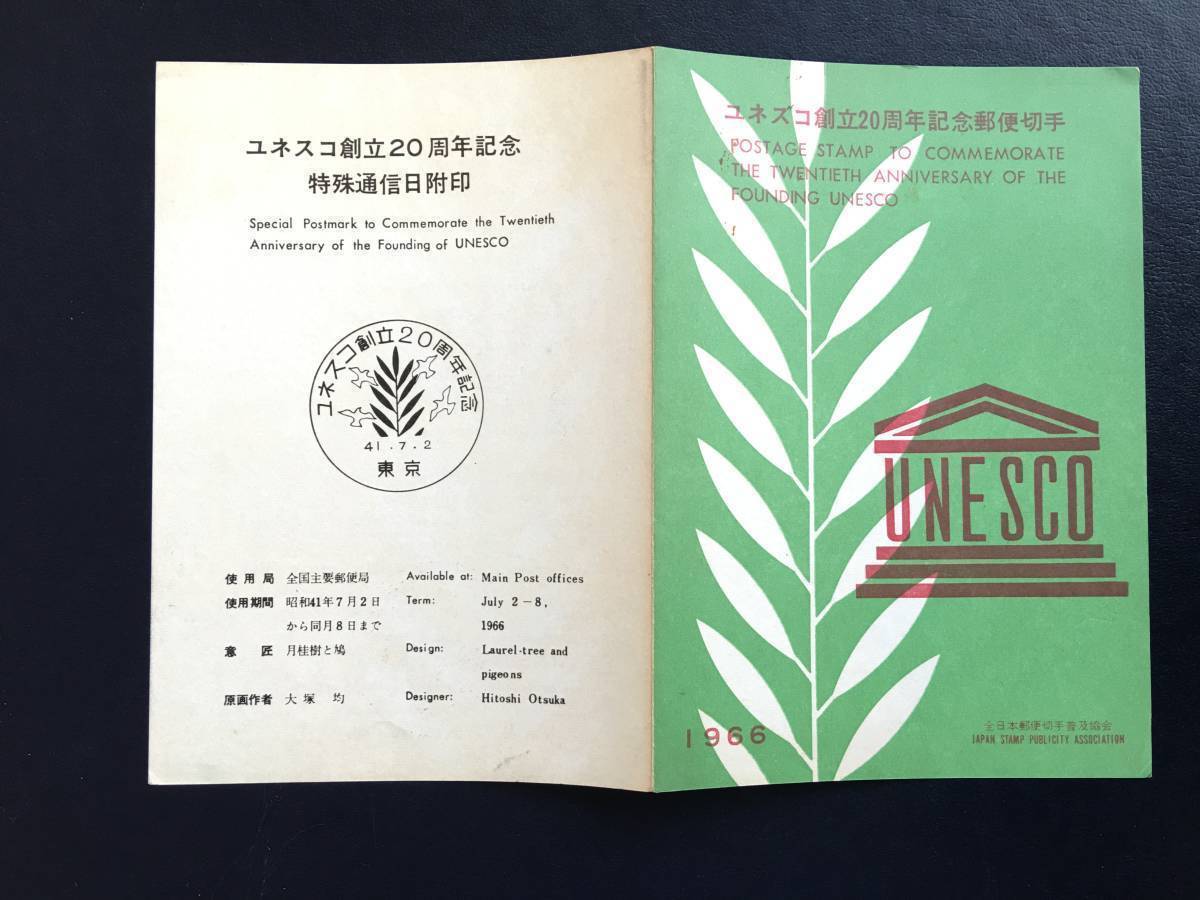 ユネスコ創立20周年記念
特殊通信日附印
Special Postmark to Commemorate the Twentieth
Anniversary of the Founding of UNESCO
ユネスコ創立20周年記念
41.7.2
東京
使用局 全国主要郵便局 Available at: Main Post offices
使用期間 昭和41年7月2日 Term: July 2-8,
から同月8日まで 1966
意匠 月桂樹と鳩 Design: Laurel-tree and
pigeons
原画作者 大塚 均 Designer: Hitoshi Otsuka
ユネスコ創立20周年記念郵便切手
POSTAGE STAMP TO COMMEMORATE
THE TWENTIETH ANNIVERSARY OF THE
FOUNDING UNESCO
UNESCO
1966
全日本郵便切手普及協会
JAPAN STAMP PUBLICITY ASSOCIATION